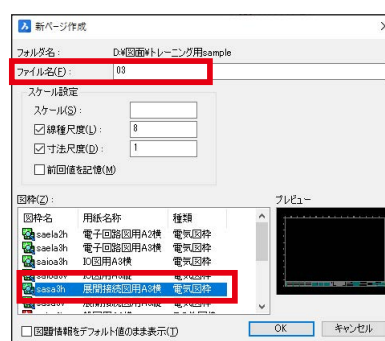 新ページ作成
フォルダ名： D:¥図面¥トレーニング用sample
ファイル名(F)： 03
スケール設定
スケール(S)：
線種尺度(L)： 8
寸法尺度(D)： 1
前回値を記憶(M)
図枠(Z)： プレビュー
図枠名 用紙名称 種類
saela2h 電子回路図用A2横 電気図枠
saela3h 電子回路図用A3横 電気図枠
saioa3h IO図用A3横 電気図枠
sasa3h 展開接続図用A3横 電気図枠
図題情報をデフォルト値のまま表示(T) OK キャンセル